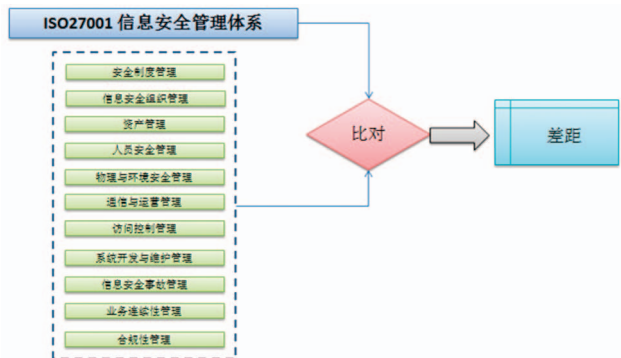 ISO27001 信息安全管理体系
安全制度管理
信息安全组织管理
资产管理
人员安全管理
物理与环境安全管理
通信与运营管理
访问控制管理
系统开发与维护管理
信息安全事故管理
业务连续性管理
合规性管理
比对
差距